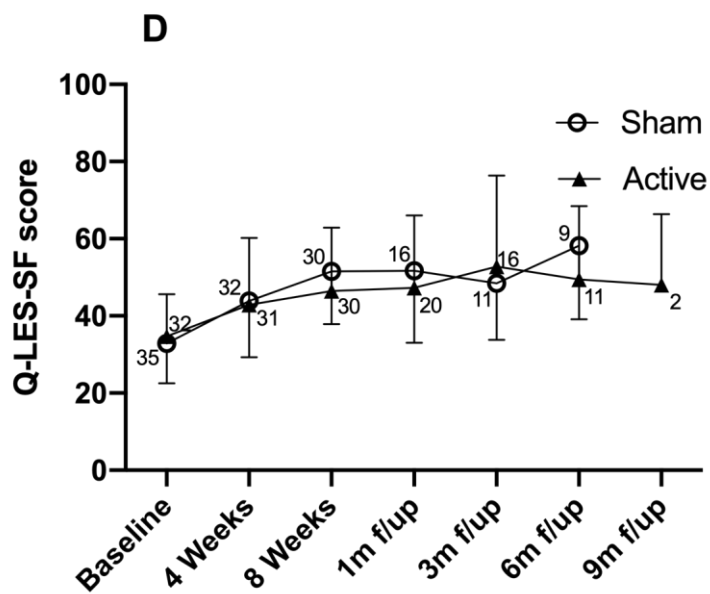 D
100
80
60
40
20
0
Q-LES-SF score
Sham
Active
35
32
32
31
30
30
16
20
11
16
9
11
2
Baseline
4 Weeks
8 Weeks
1m f/up
3m f/up
6m f/up
9m f/up